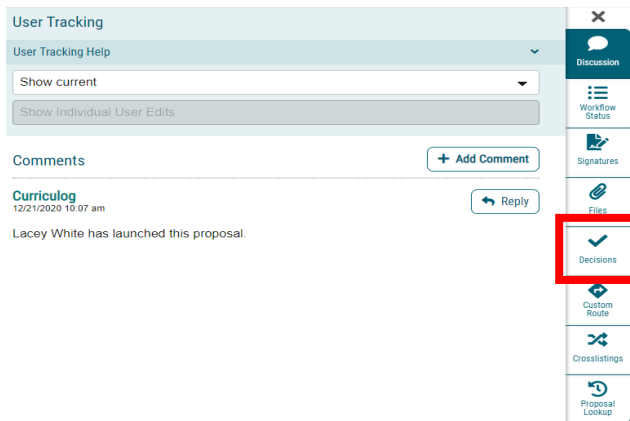 User Tracking
User Tracking Help
Show current
Show Individual User Edits
Comments
+ Add Comment
Curriculog
12/21/2020 10:07 am
Reply
Lacey White has launched this proposal.
Discussion
Workflow
Status
Signatures
Files
Decisions
Custom
Route
Crosslistings
Proposal
Lookup